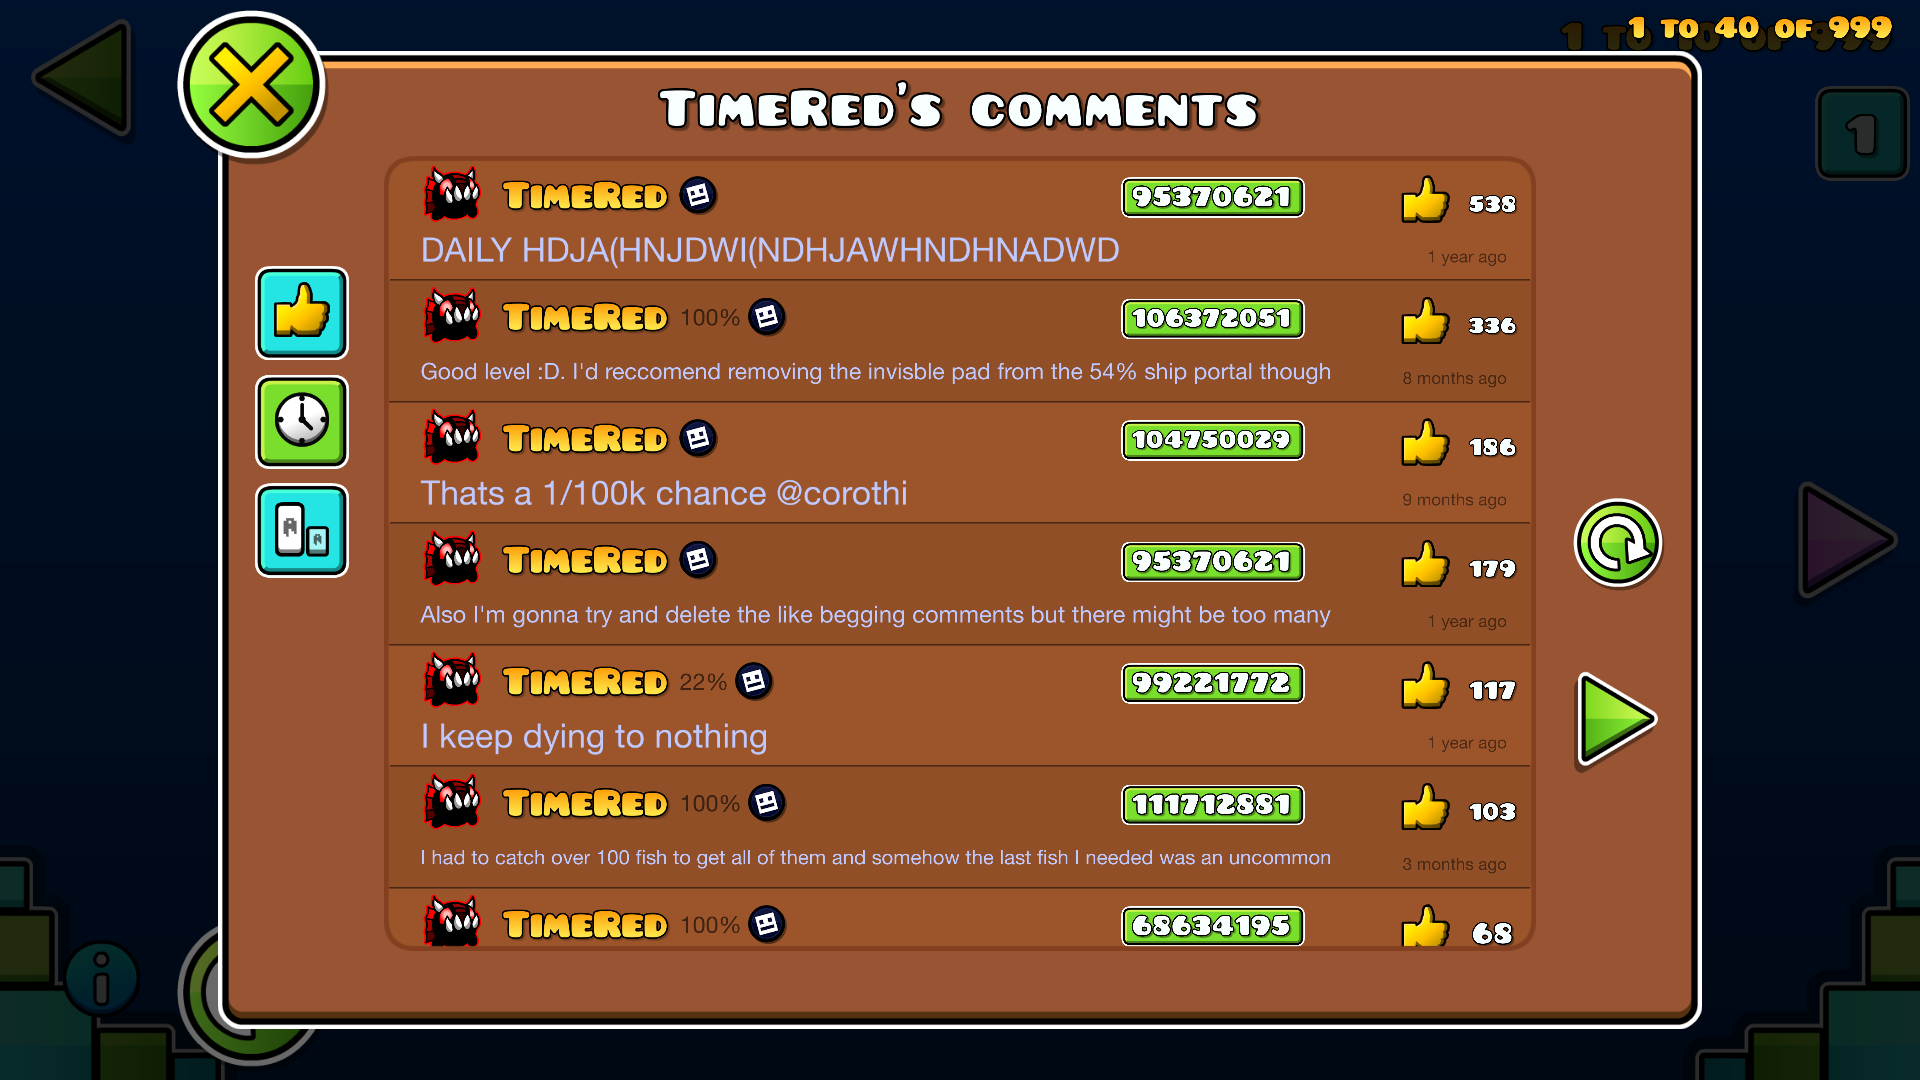 1 TO 40 OF 999
1
TimeRed's comments
TimeRed 95370621 538
DAILY HDJA(HNJDWI(NDHJAWHNDHNADWD 1 year ago
TimeRed 100% 106372051 336
Good level :D. I'd reccomend removing the invisble pad from the 54% ship portal though 8 months ago
TimeRed 104750029 186
Thats a 1/100k chance @corothi 9 months ago
TimeRed 95370621 179
Also I'm gonna try and delete the like begging comments but there might be too many 1 year ago
TimeRed 22% 99221772 117
I keep dying to nothing 1 year ago
TimeRed 100% 111712881 103
I had to catch over 100 fish to get all of them and somehow the last fish I needed was an uncommon 3 months ago
TimeRed 100% 68634195 68